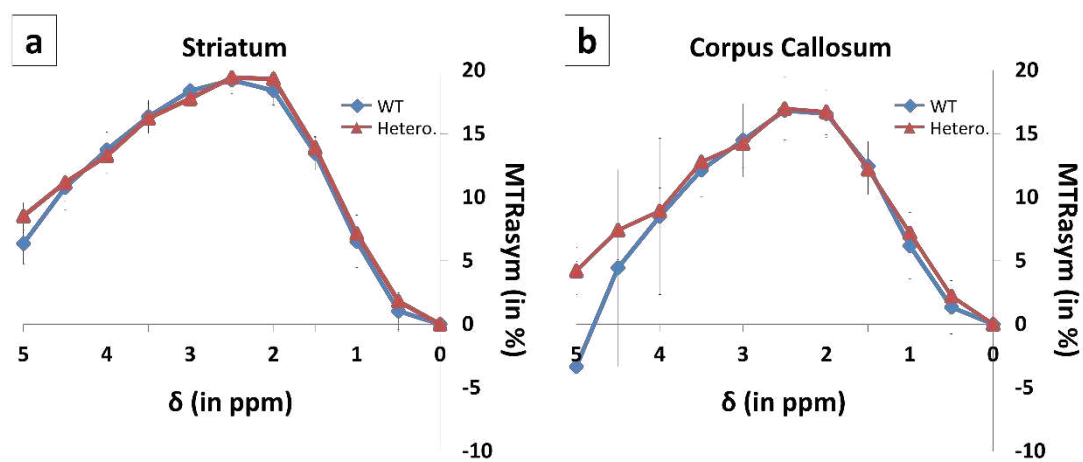 a
Striatum
20
15
10
5
0
-5
-10
MTRasym (in %)
WT
Hetero.
5 4 3 2 1 0
δ (in ppm)
b
Corpus Callosum
20
15
10
5
0
-5
-10
MTRasym (in %)
WT
Hetero.
5 4 3 2 1 0
δ (in ppm)